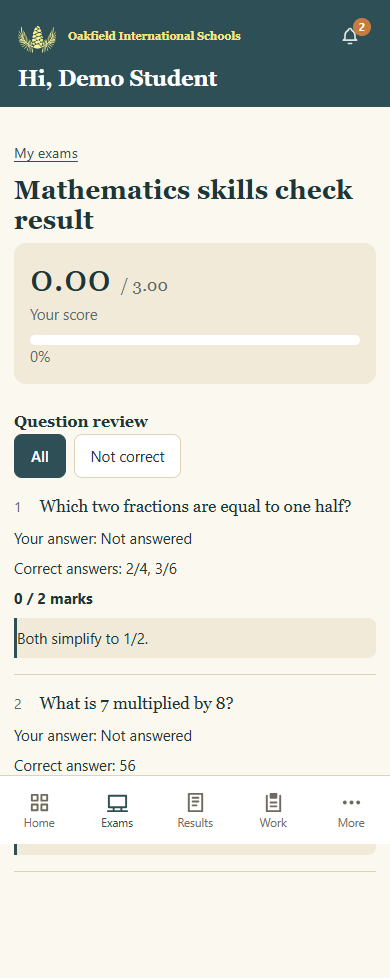 Oakfield International Schools
2
Hi, Demo Student
My exams
Mathematics skills check
result
0.00 / 3.00
Your score
0%
Question review
All
Not correct
1 Which two fractions are equal to one half?
Your answer: Not answered
Correct answers: 2/4, 3/6
0 / 2 marks
Both simplify to 1/2.
2 What is 7 multiplied by 8?
Your answer: Not answered
Correct answer: 56
Home
Exams
Results
Work
More